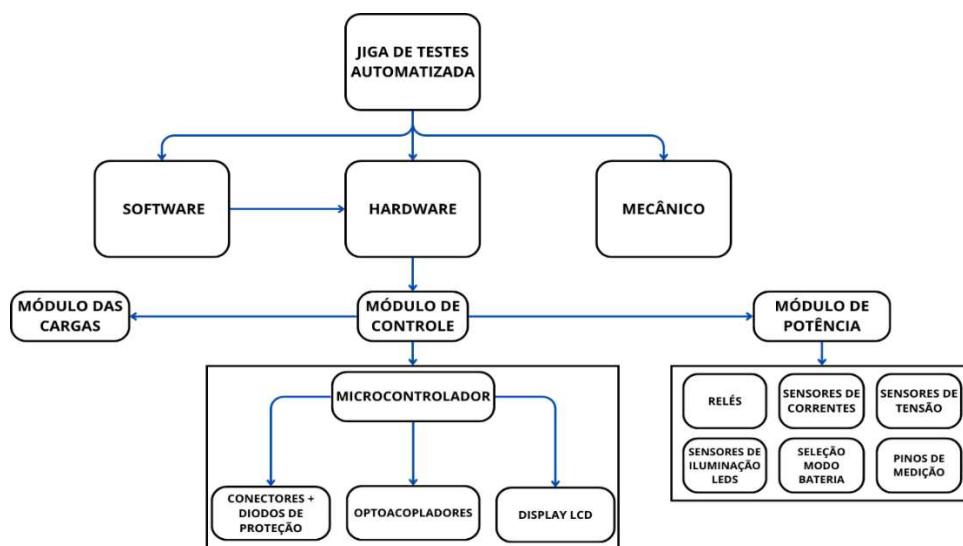 JIGA DE TESTES
AUTOMATIZADA
SOFTWARE
HARDWARE
MECÂNICO
MÓDULO DAS
CARGAS
MÓDULO DE
CONTROLE
MÓDULO DE
POTÊNCIA
MICROCONTROLADOR
CONECTORES +
DIODOS DE
PROTEÇÃO
OPTOACOPLADORES
DISPLAY LCD
RELÉS
SENSORES DE
CORRENTES
SENSORES DE
TENSÃO
SENSORES DE
ILUMINAÇÃO
LEDS
SELEÇÃO
MODO
BATERIA
PINOS DE
MEDIÇÃO